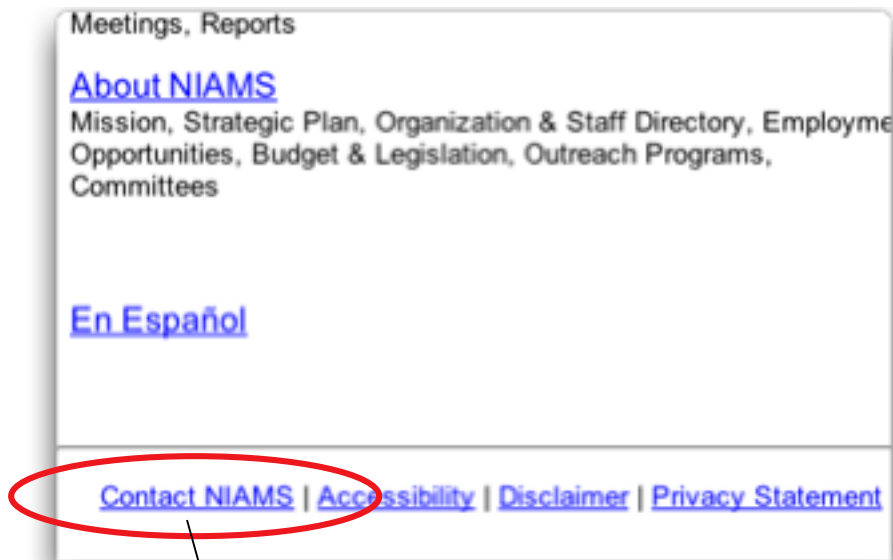 Meetings, Reports
About NIAMS
Mission, Strategic Plan, Organization & Staff Directory, Employme
Opportunities, Budget & Legislation, Outreach Programs,
Committees
En Español
Contact NIAMS | Accessibility | Disclaimer | Privacy Statement